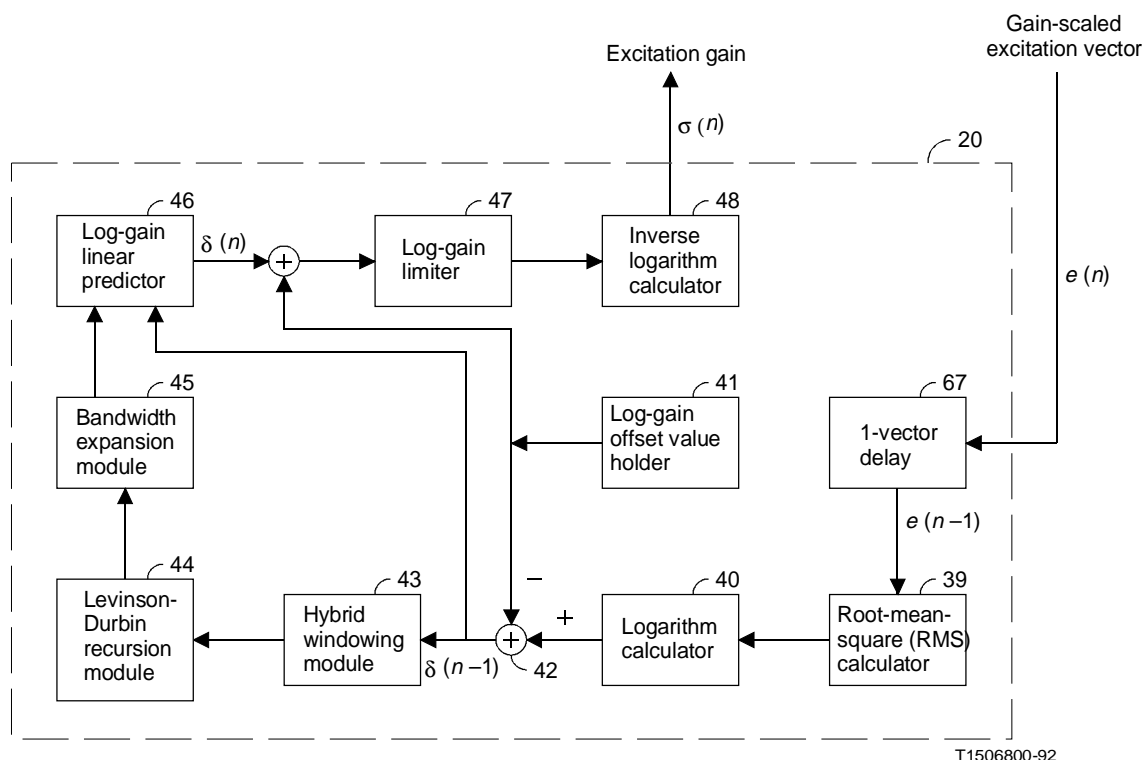 Gain-scaled
excitation vector
Excitation gain
σ (n)
20
46
Log-gain
linear
predictor
δ (n)
+
47
Log-gain
limiter
48
Inverse
logarithm
calculator
e (n)
45
Bandwidth
expansion
module
41
Log-gain
offset value
holder
67
1-vector
delay
e (n –1)
44
Levinson-
Durbin
recursion
module
43
Hybrid
windowing
module
δ (n –1)
–
+
+
42
40
Logarithm
calculator
39
Root-mean-
square (RMS)
calculator
T1506800-92